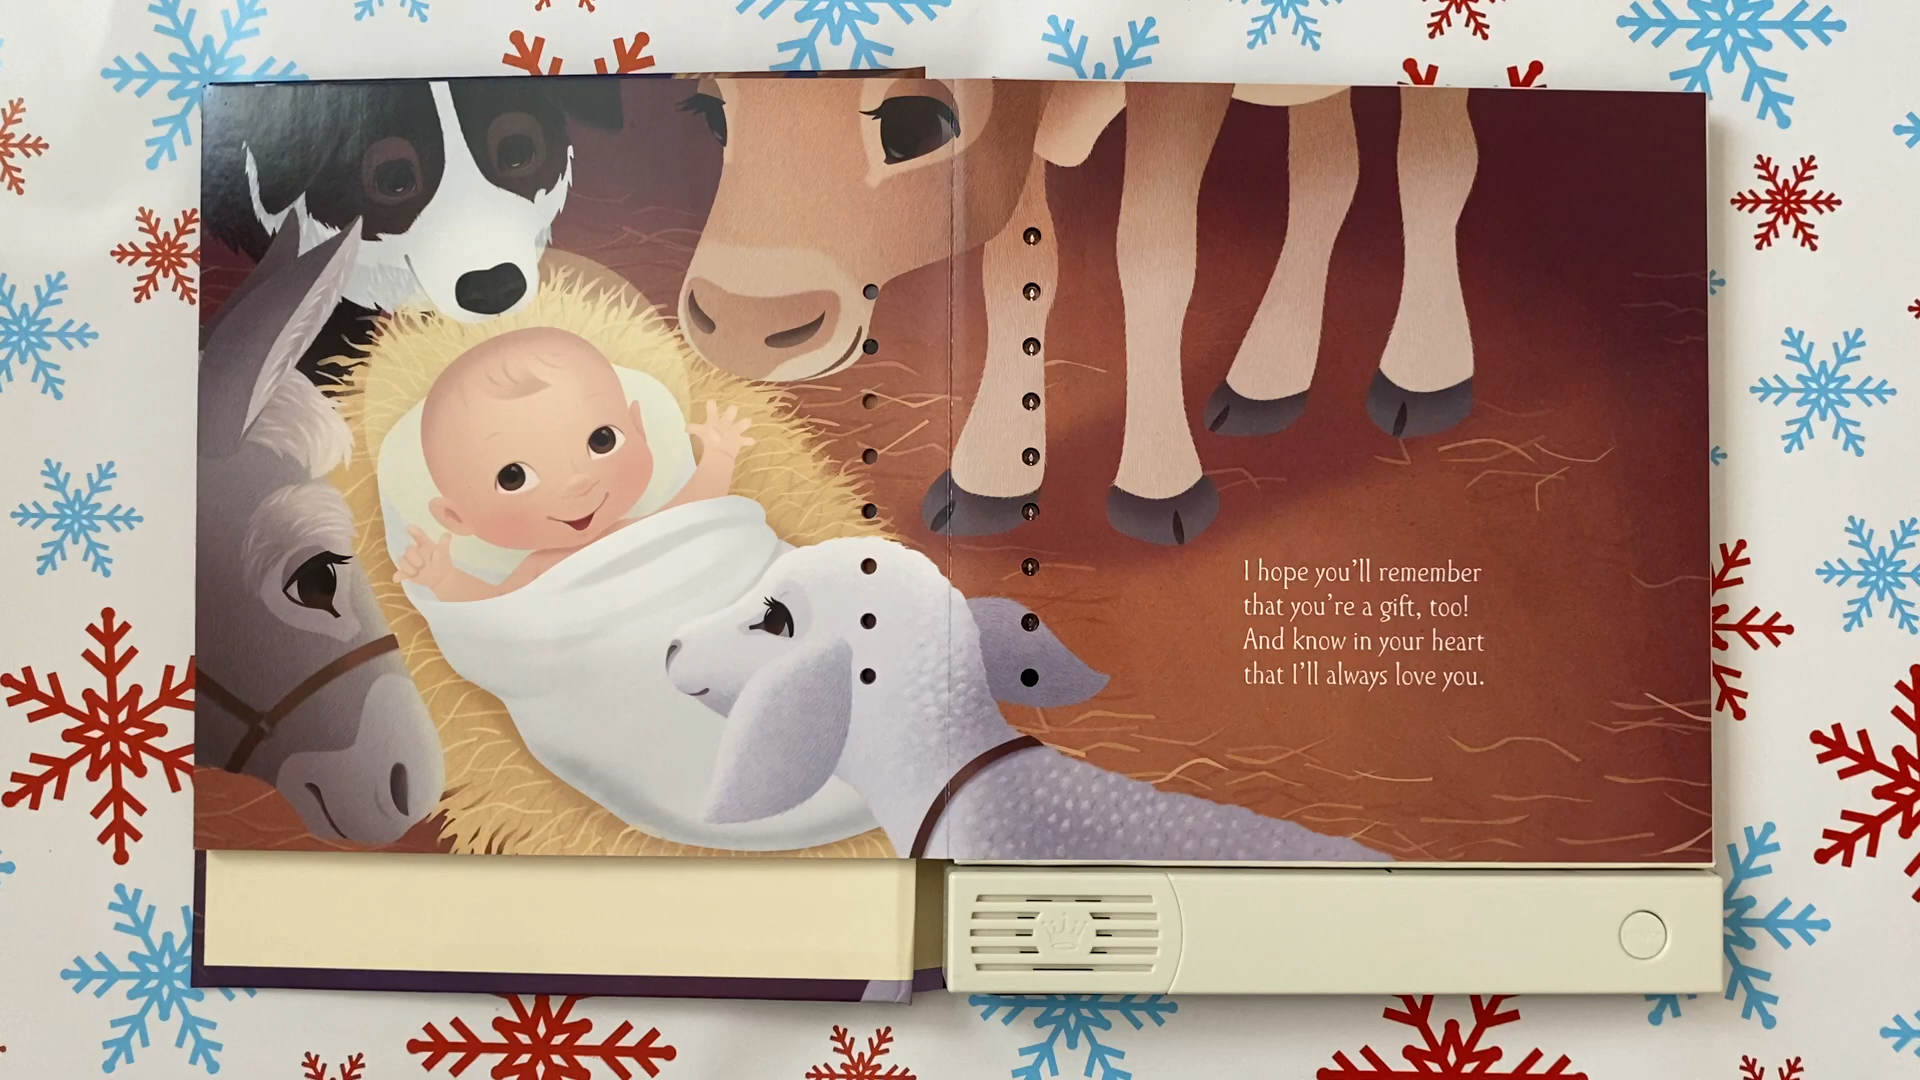 I hope you'll remember
that you're a gift, too!
And know in your heart
that I'll always love you.